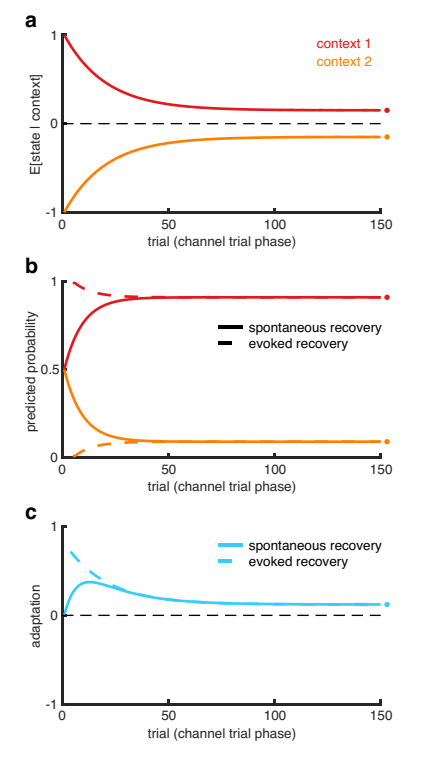 a
1
context 1
context 2
E[state | context]
0
-1
0
50
100
150
trial (channel trial phase)
b
1
predicted probability
spontaneous recovery
evoked recovery
0.5
0
0
50
100
150
trial (channel trial phase)
c
1
spontaneous recovery
evoked recovery
adaptation
0
-1
0
50
100
150
trial (channel trial phase)